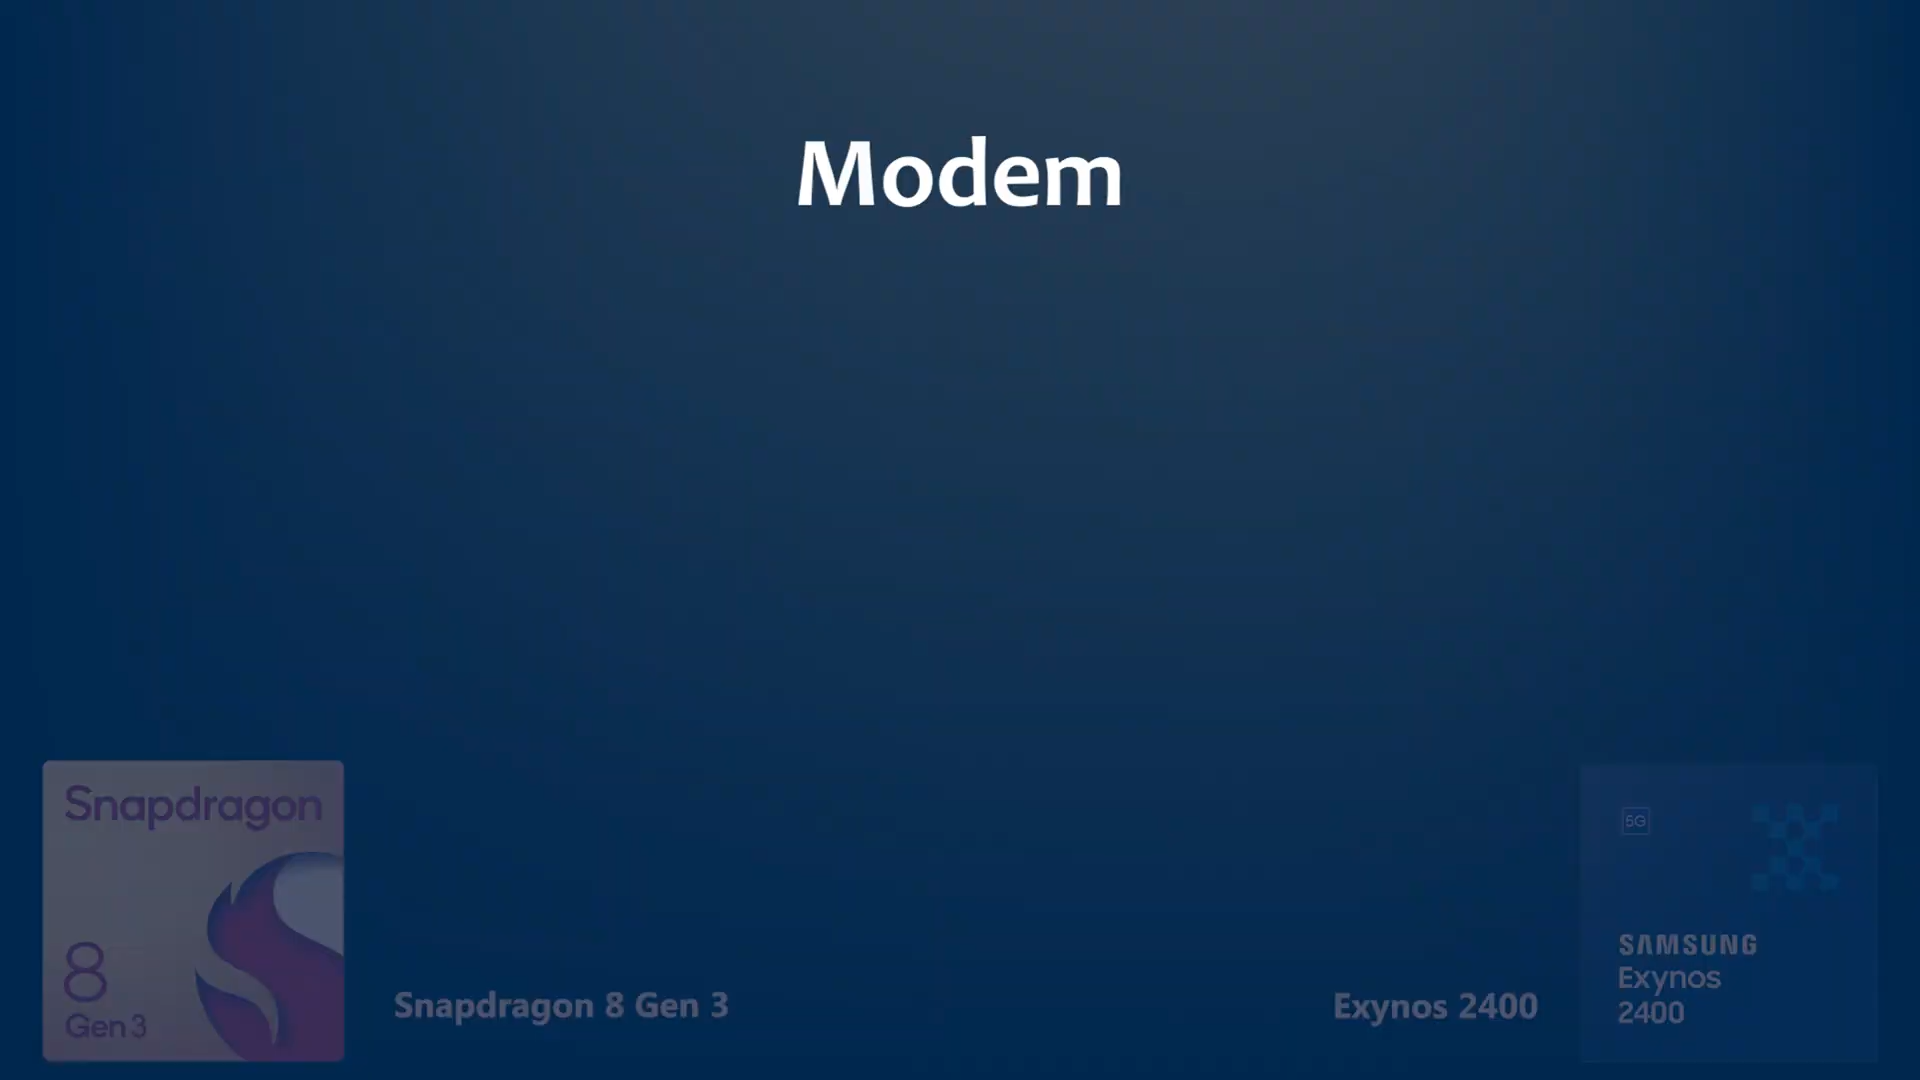 Modem
Snapdragon
8
Gen 3
Snapdragon 8 Gen 3
Exynos 2400
5G
SAMSUNG
Exynos
2400